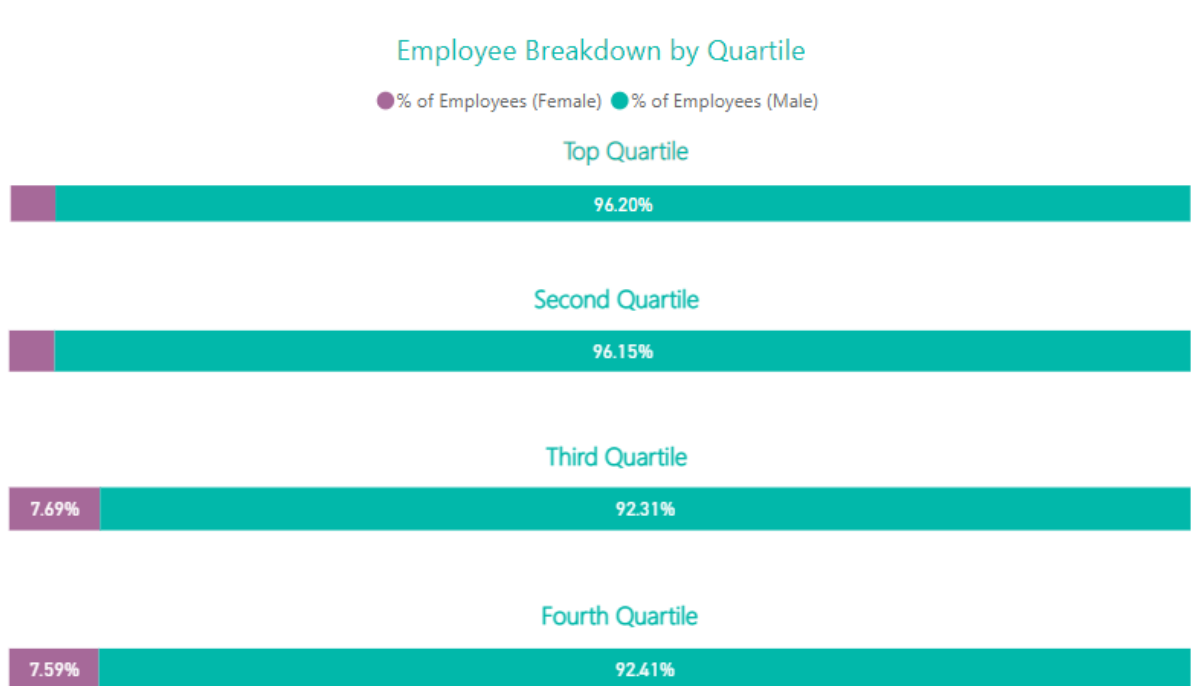 Employee Breakdown by Quartile
% of Employees (Female) % of Employees (Male)
Top Quartile
96.20%
Second Quartile
96.15%
Third Quartile
7.69% 92.31%
Fourth Quartile
7.59% 92.41%